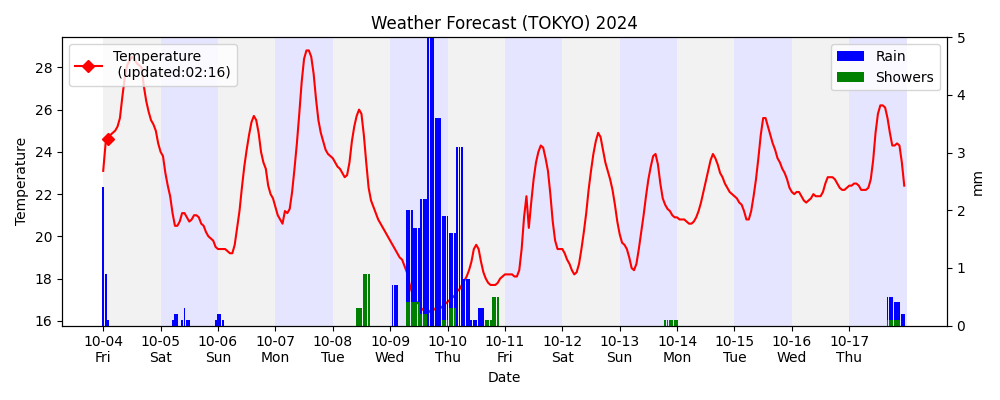 Weather Forecast (TOKYO) 2024
Temperature
(updated:02:16)
Rain
Showers
Temperature
28
26
24
22
20
18
16
5
4
3
2
1
0
mm
10-04 10-05 10-06 10-07 10-08 10-09 10-10 10-11 10-12 10-13 10-14 10-15 10-16 10-17
Fri Sat Sun Mon Tue Wed Thu Fri Sat Sun Mon Tue Wed Thu
Date